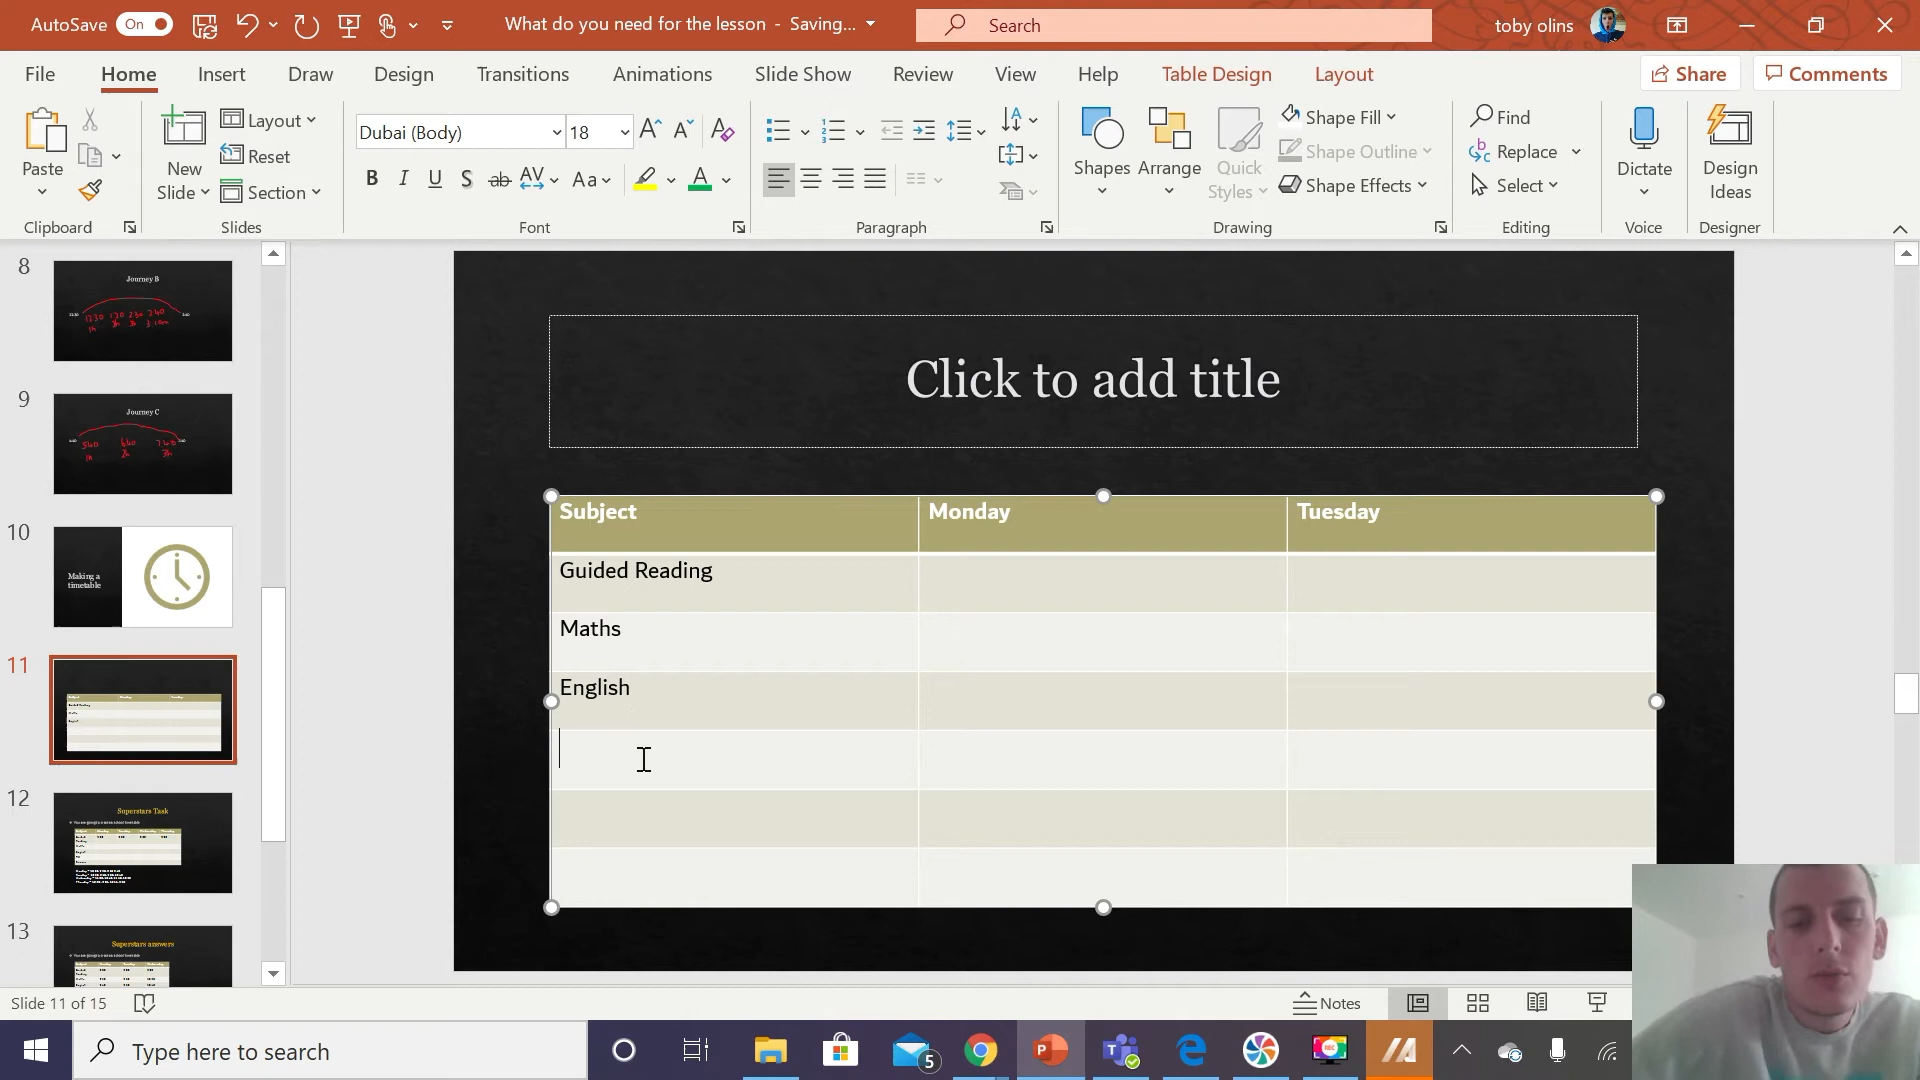 AutoSave On What do you need for the lesson - Saving... Search toby olins
File Home Insert Draw Design Transitions Animations Slide Show Review View Help Table Design Layout Share Comments
Paste
New Slide
Layout
Reset
Section
Dubai (Body) 18
B I U S ab AV Aa A
Shapes
Arrange
Quick Styles
Shape Fill
Shape Outline
Shape Effects
Find
Replace
Select
Dictate
Design Ideas
Clipboard Slides Font Paragraph Drawing Editing Voice Designer
8
Journey B
9
Journey C
10
Making a
timetable
11
12
Superstars Task
13
Superstars answers
Click to add title
Subject Monday Tuesday
Guided Reading
Maths
English
Slide 11 of 15
Notes
Type here to search
5